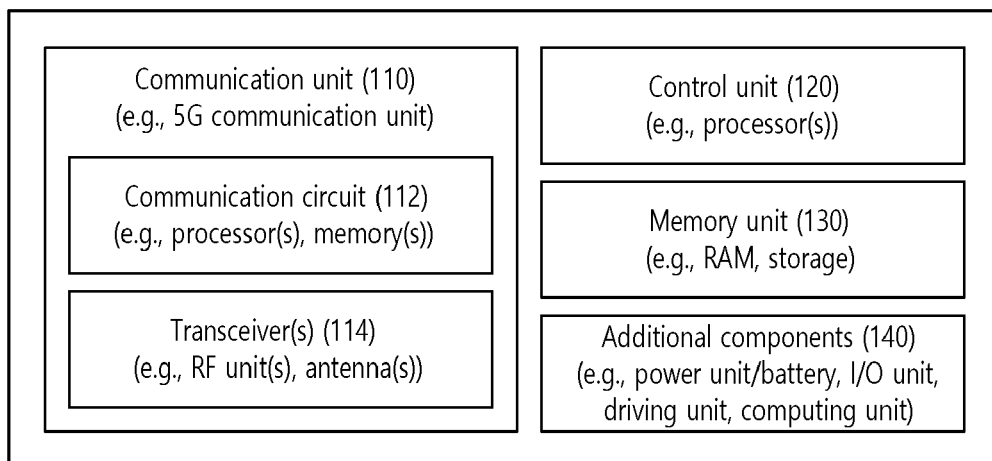 Communication unit (110)
(e.g., 5G communication unit)
Communication circuit (112)
(e.g., processor(s), memory(s))
Transceiver(s) (114)
(e.g., RF unit(s), antenna(s))
Control unit (120)
(e.g., processor(s))
Memory unit (130)
(e.g., RAM, storage)
Additional components (140)
(e.g., power unit/battery, I/O unit,
driving unit, computing unit)